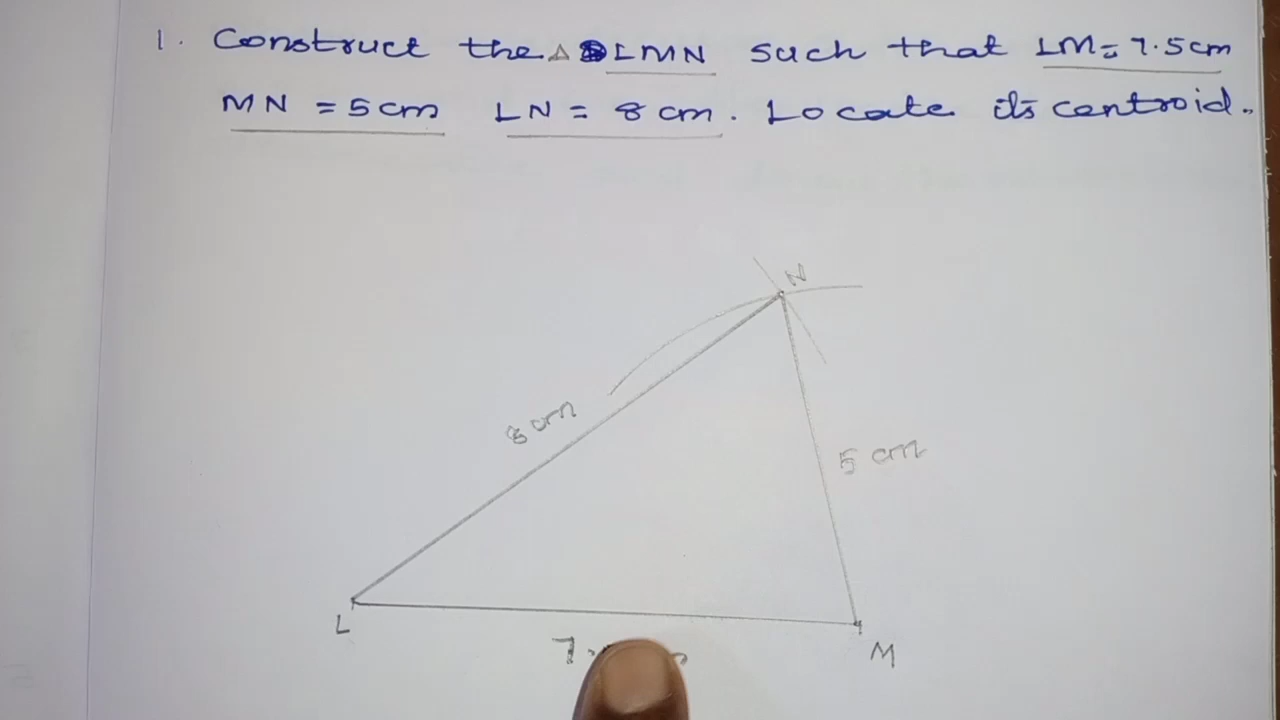 1. Construct the △ LMN such that LM = 7.5cm
MN = 5cm LN = 8cm. Locate its centroid.
N
8 cm
5 cm
L
M